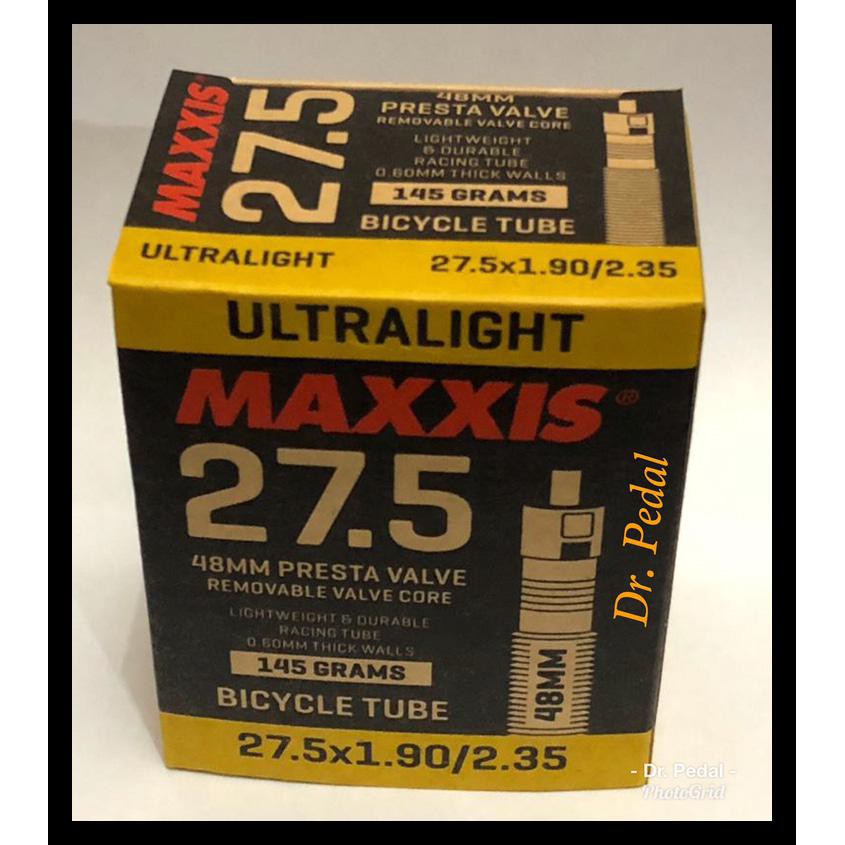 MAXXIS
27.5
48MM
PRESTA VALVE
REMOVABLE VALVE CORE
LIGHTWEIGHT
& DURABLE
RACING TUBE
0.60MM THICK WALLS
145 GRAMS
BICYCLE TUBE
ULTRALIGHT
27.5x1.90/2.35
ULTRALIGHT
MAXXIS®
27.5
48MM PRESTA VALVE
REMOVABLE VALVE CORE
LIGHTWEIGHT & DURABLE
RACING TUBE
0.60MM THICK WALLS
145 GRAMS
BICYCLE TUBE
48MM
27.5x1.90/2.35
Dr. Pedal
- Dr. Pedal -
PhotoGrid